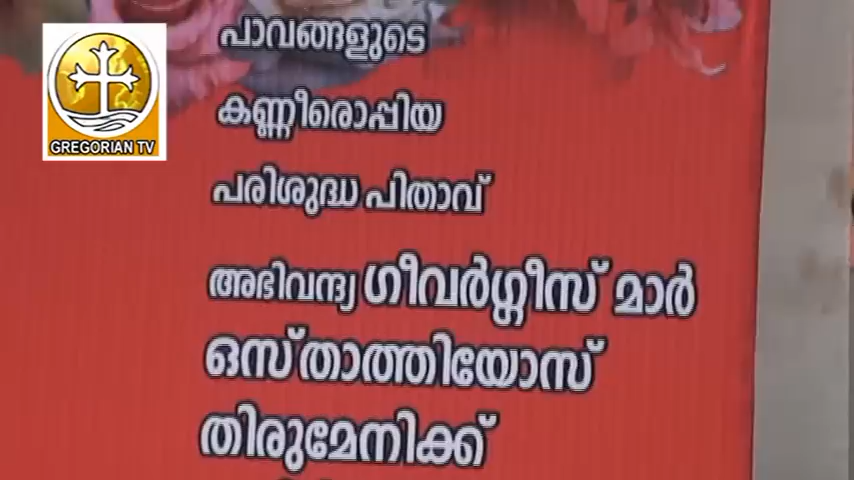 പാവങ്ങളുടെ
കണ്ണീരൊപ്പിയ
GREGORIAN TV
പരിശുദ്ധ പിതാവ്
അഭിവന്ദ്യ ഗീവർഗ്ഗീസ് മാർ
ഒസ്താത്തിയോസ്
തിരുമേനിക്ക്